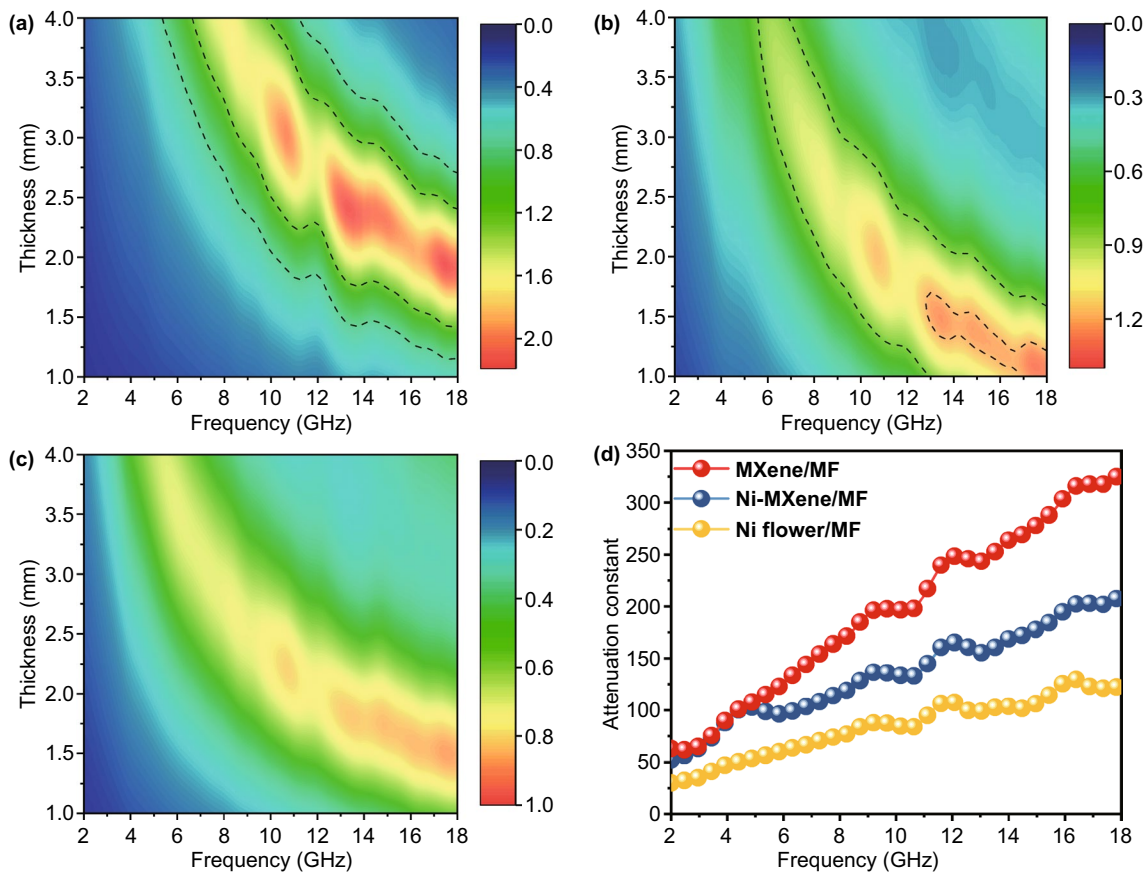 (a)
4.0
3.5
3.0
2.5
2.0
1.5
1.0
Thickness (mm)
2 4 6 8 10 12 14 16 18
Frequency (GHz)
0.0
0.4
0.8
1.2
1.6
2.0
(b)
4.0
3.5
3.0
2.5
2.0
1.5
1.0
Thickness (mm)
2 4 6 8 10 12 14 16 18
Frequency (GHz)
0.0
0.3
0.6
0.9
1.2
(c)
4.0
3.0
2.5
2.0
1.5
1.0
Thickness (mm)
2 4 6 8 10 12 14 16 18
Frequency (GHz)
0.0
0.2
0.4
0.6
0.8
1.0
(d)
350
300
250
200
150
100
50
0
Attenuation constant
MXene/MF
Ni-MXene/MF
Ni flower/MF
2 4 6 8 10 12 14 16 18
Frequency (GHz)